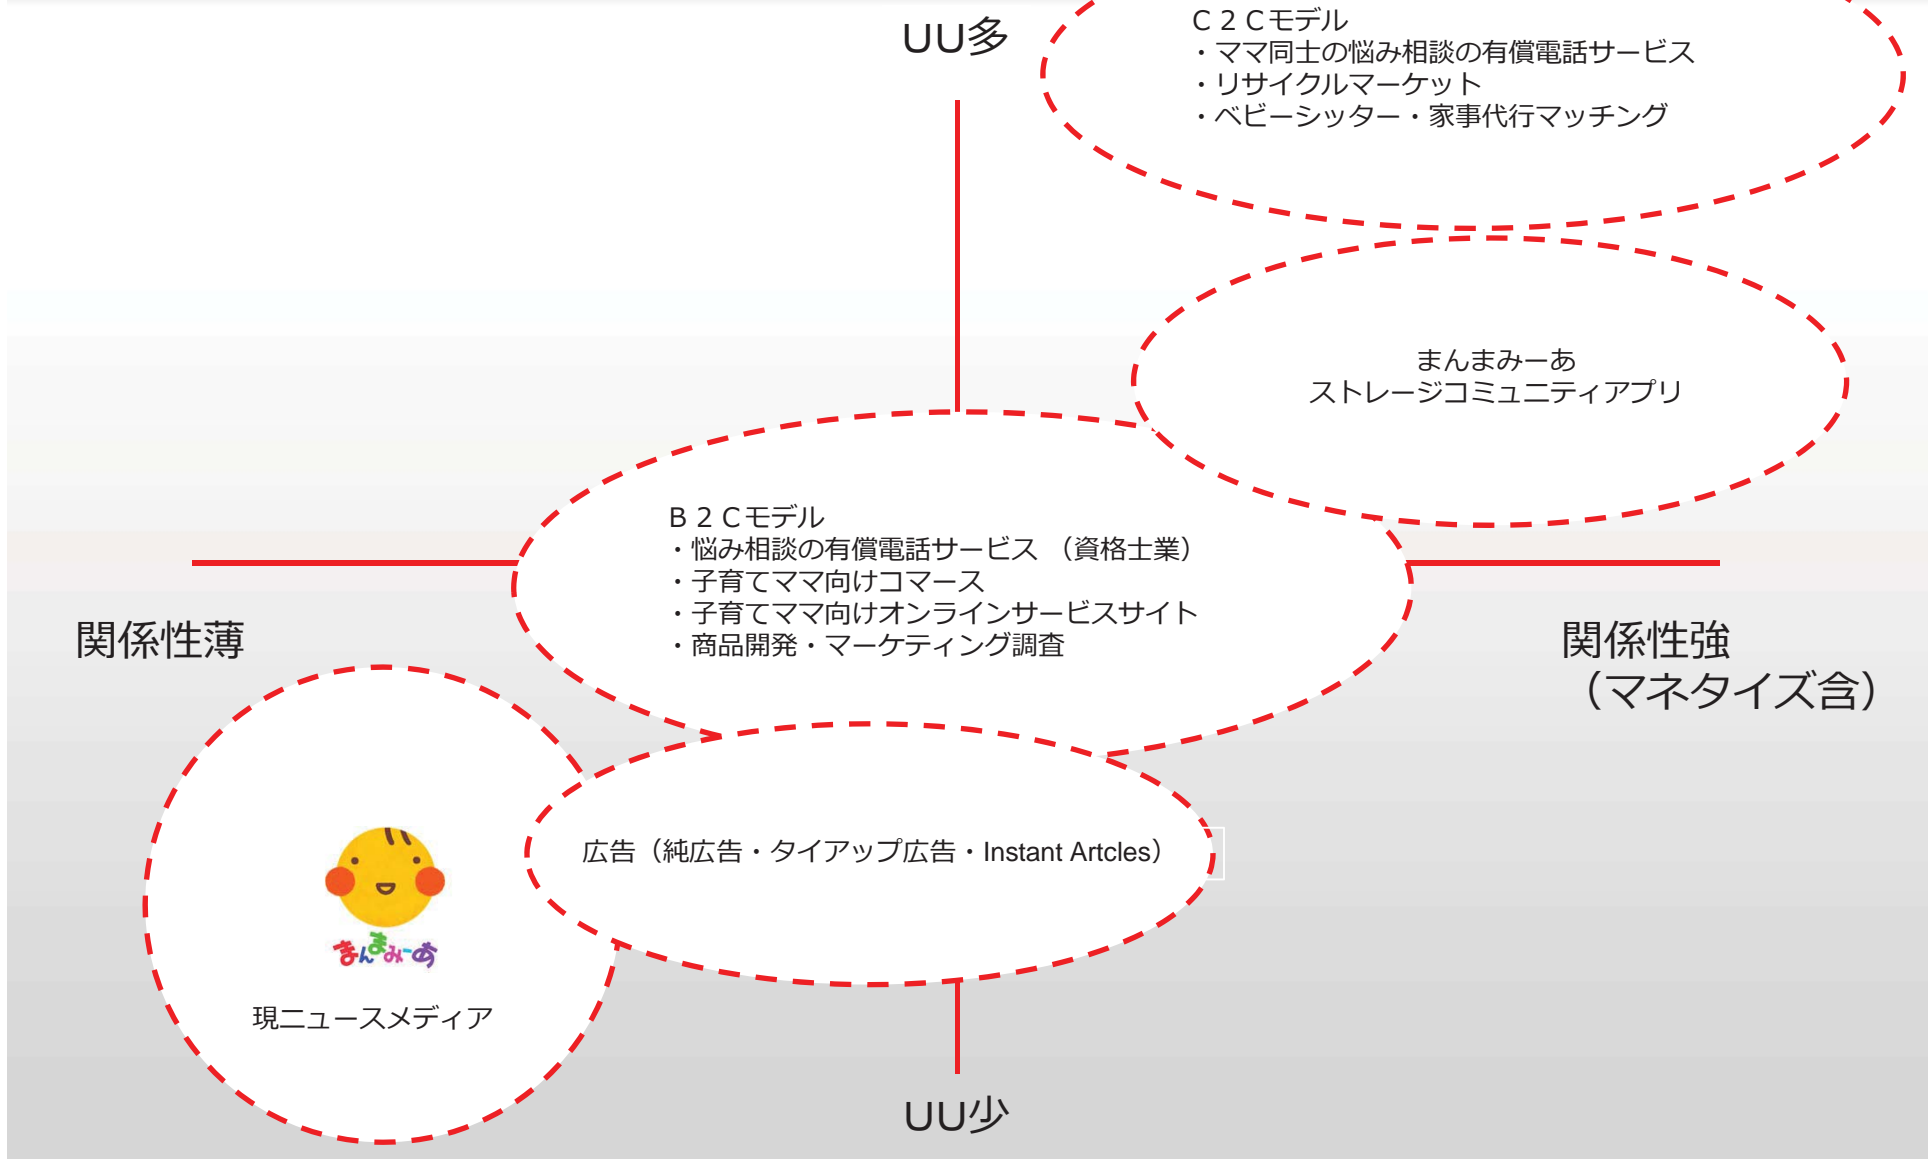 UU多
C2Cモデル
・ママ同士の悩み相談の有償電話サービス
・リサイクルマーケット
・ベビーシッター・家事代行マッチング
まんまみーあ
ストレージコミュニティアプリ
B2Cモデル
・悩み相談の有償電話サービス （資格士業）
・子育てママ向けコマース
・子育てママ向けオンラインサービスサイト
・商品開発・マーケティング調査
関係性薄
関係性強
（マネタイズ含）
広告（純広告・タイアップ広告・Instant Artcles）
まんまみーあ
現ニュースメディア
UU少